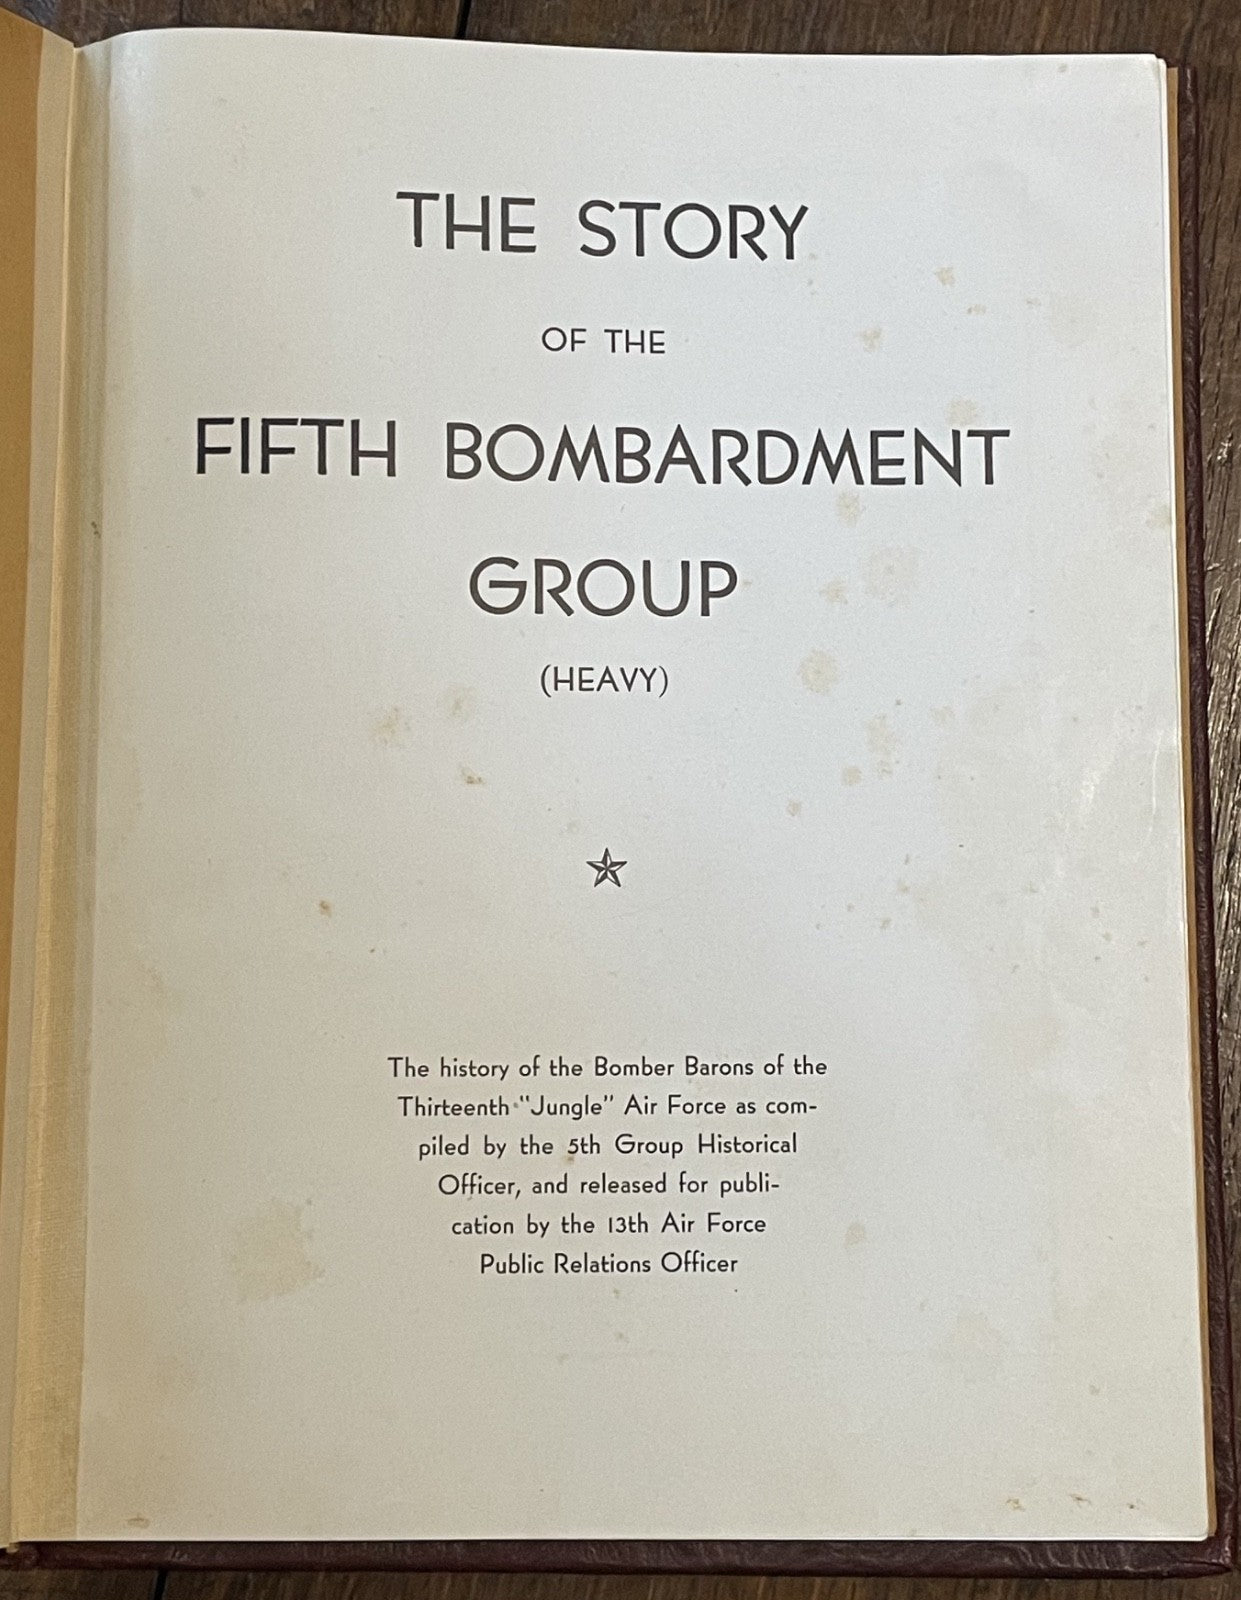 THE STORY
OF THE
FIFTH BOMBARDMENT
GROUP
(HEAVY)
The history of the Bomber Barons of the
Thirteenth "Jungle" Air Force as com-
piled by the 5th Group Historical
Officer, and released for publi-
cation by the 13th Air Force
Public Relations Officer